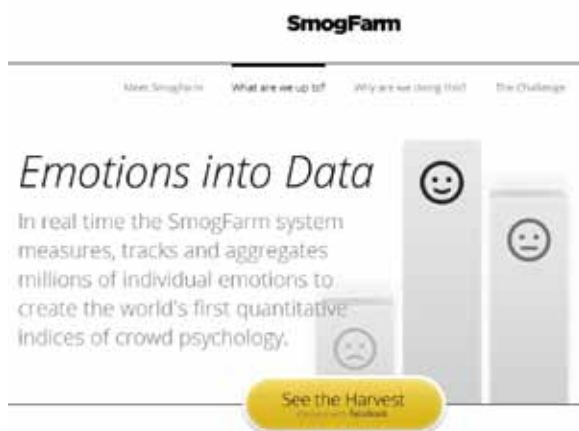 SmogFarm
Meet Smogfarm What are we up to? Why are we doing this? The Challenge
Emotions into Data
In real time the SmogFarm system
measures, tracks and aggregates
millions of individual emotions to
create the world's first quantitative
indices of crowd psychology.
See the Harvest
facebook